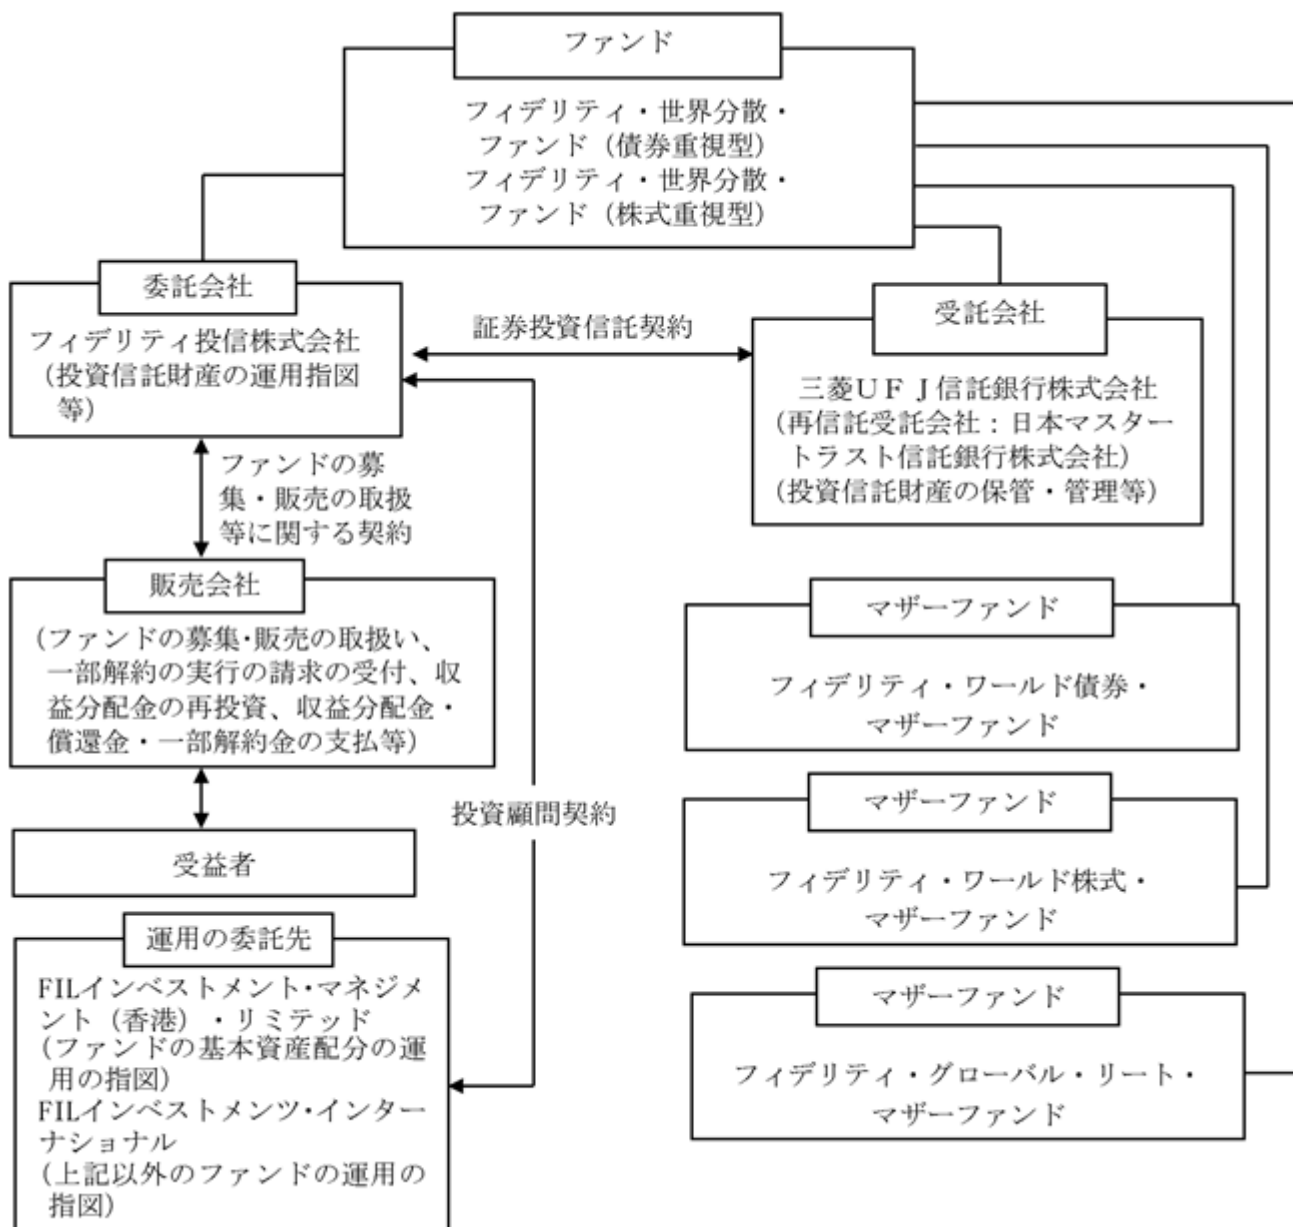 ファンド
フィデリティ・世界分散・
ファンド（債券重視型）
フィデリティ・世界分散・
ファンド（株式重視型）
委託会社
フィデリティ投信株式会社
（投資信託財産の運用指図
等）
証券投資信託契約
受託会社
三菱ＵＦＪ信託銀行株式会社
（再信託受託会社：日本マスター
トラスト信託銀行株式会社）
（投資信託財産の保管・管理等）
ファンドの募
集・販売の取扱
等に関する契約
販売会社
（ファンドの募集・販売の取扱い、
一部解約の実行の請求の受付、収
益分配金の再投資、収益分配金・
償還金・一部解約金の支払等）
投資顧問契約
受益者
運用の委託先
FILインベストメント・マネジメ
ント（香港）・リミテッド
（ファンドの基本資産配分の運
用の指図）
FILインベストメンツ・インター
ナショナル
（上記以外のファンドの運用の
指図）
マザーファンド
フィデリティ・ワールド債券・
マザーファンド
マザーファンド
フィデリティ・ワールド株式・
マザーファンド
マザーファンド
フィデリティ・グローバル・リート・
マザーファンド